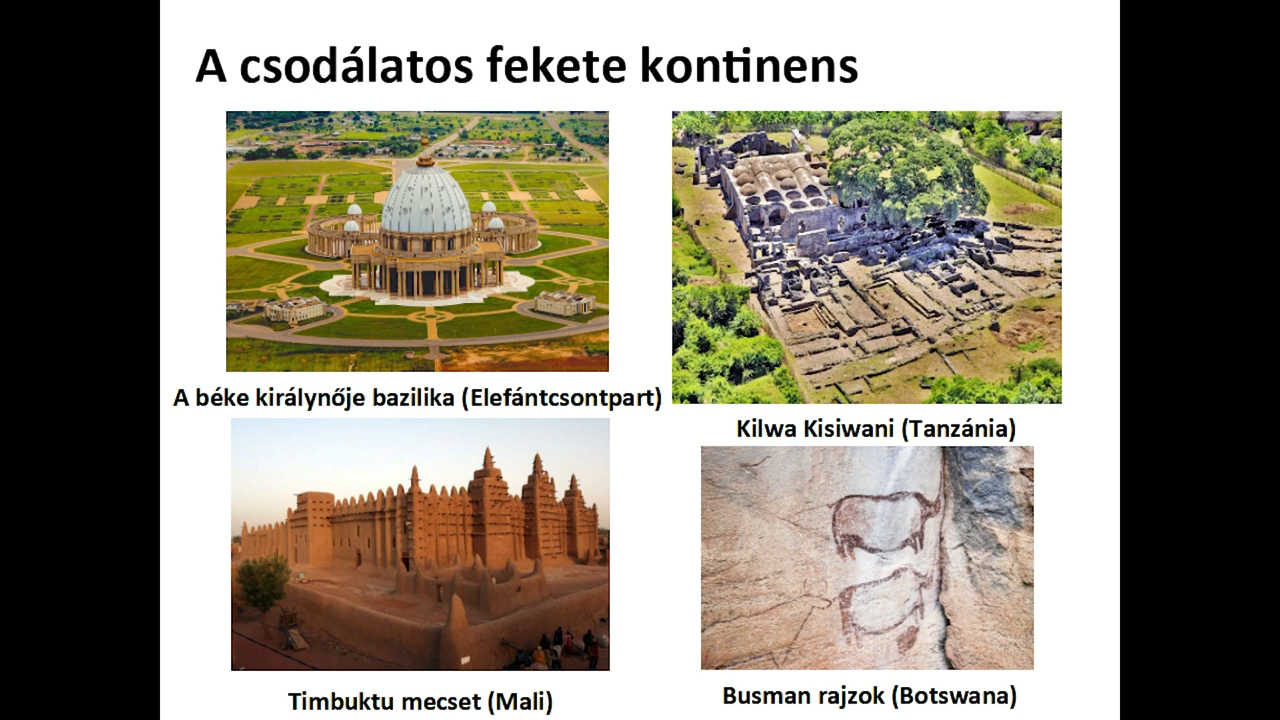 A csodálatos fekete kontinens
A béke királynője bazilika (Elefántcsontpart)
Kilwa Kisiwani (Tanzánia)
Timbuktu mecset (Mali)
Busman rajzok (Botswana)